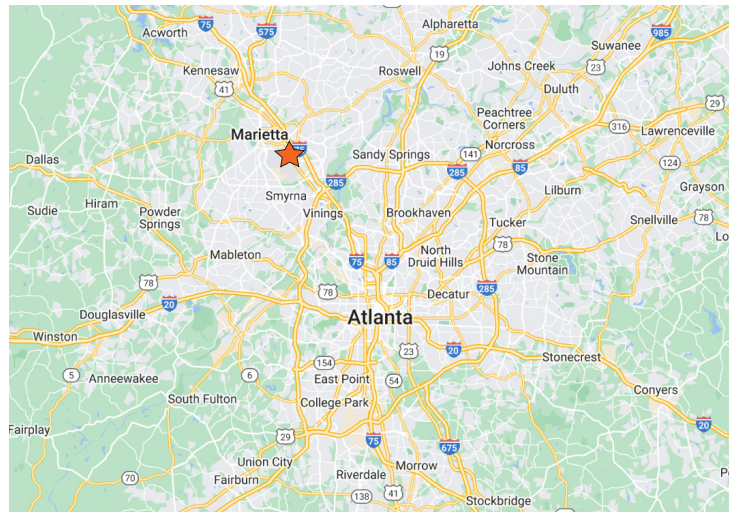 Acworth
75
575
Alpharetta
985
Suwanee
19
Kennesaw
Roswell
Johns Creek
23
41
Duluth
29
Peachtree
Corners
316
Marietta
75
Norcross
Lawrenceville
Dallas
Sandy Springs
141
285
85
124
285
Grayson
Smyrna
Lilburn
Hiram
Sudie
Powder
Springs
Vinings
Brookhaven
Tucker
Snellville
78
Lo
78
Mableton
75
85
North
Druid Hills
Stone
Mountain
78
78
285
20
Decatur
Douglasville
Atlanta
Winston
23
20
Stonecrest
154
5
Anneewakee
6
East Point
54
Conyers
South Fulton
College Park
20
Fairplay
29
75
675
Union City
Morrow
70
Fairburn
Riverdale
P
138
41
Stockbridge